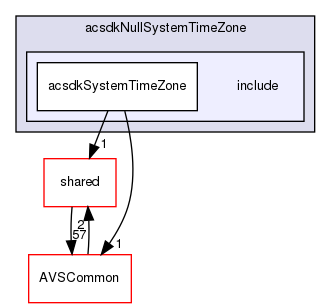 acsdkNullSystemTimeZone
acsdkSystemTimeZone
include
1
shared
2
57
1
AVSCommon